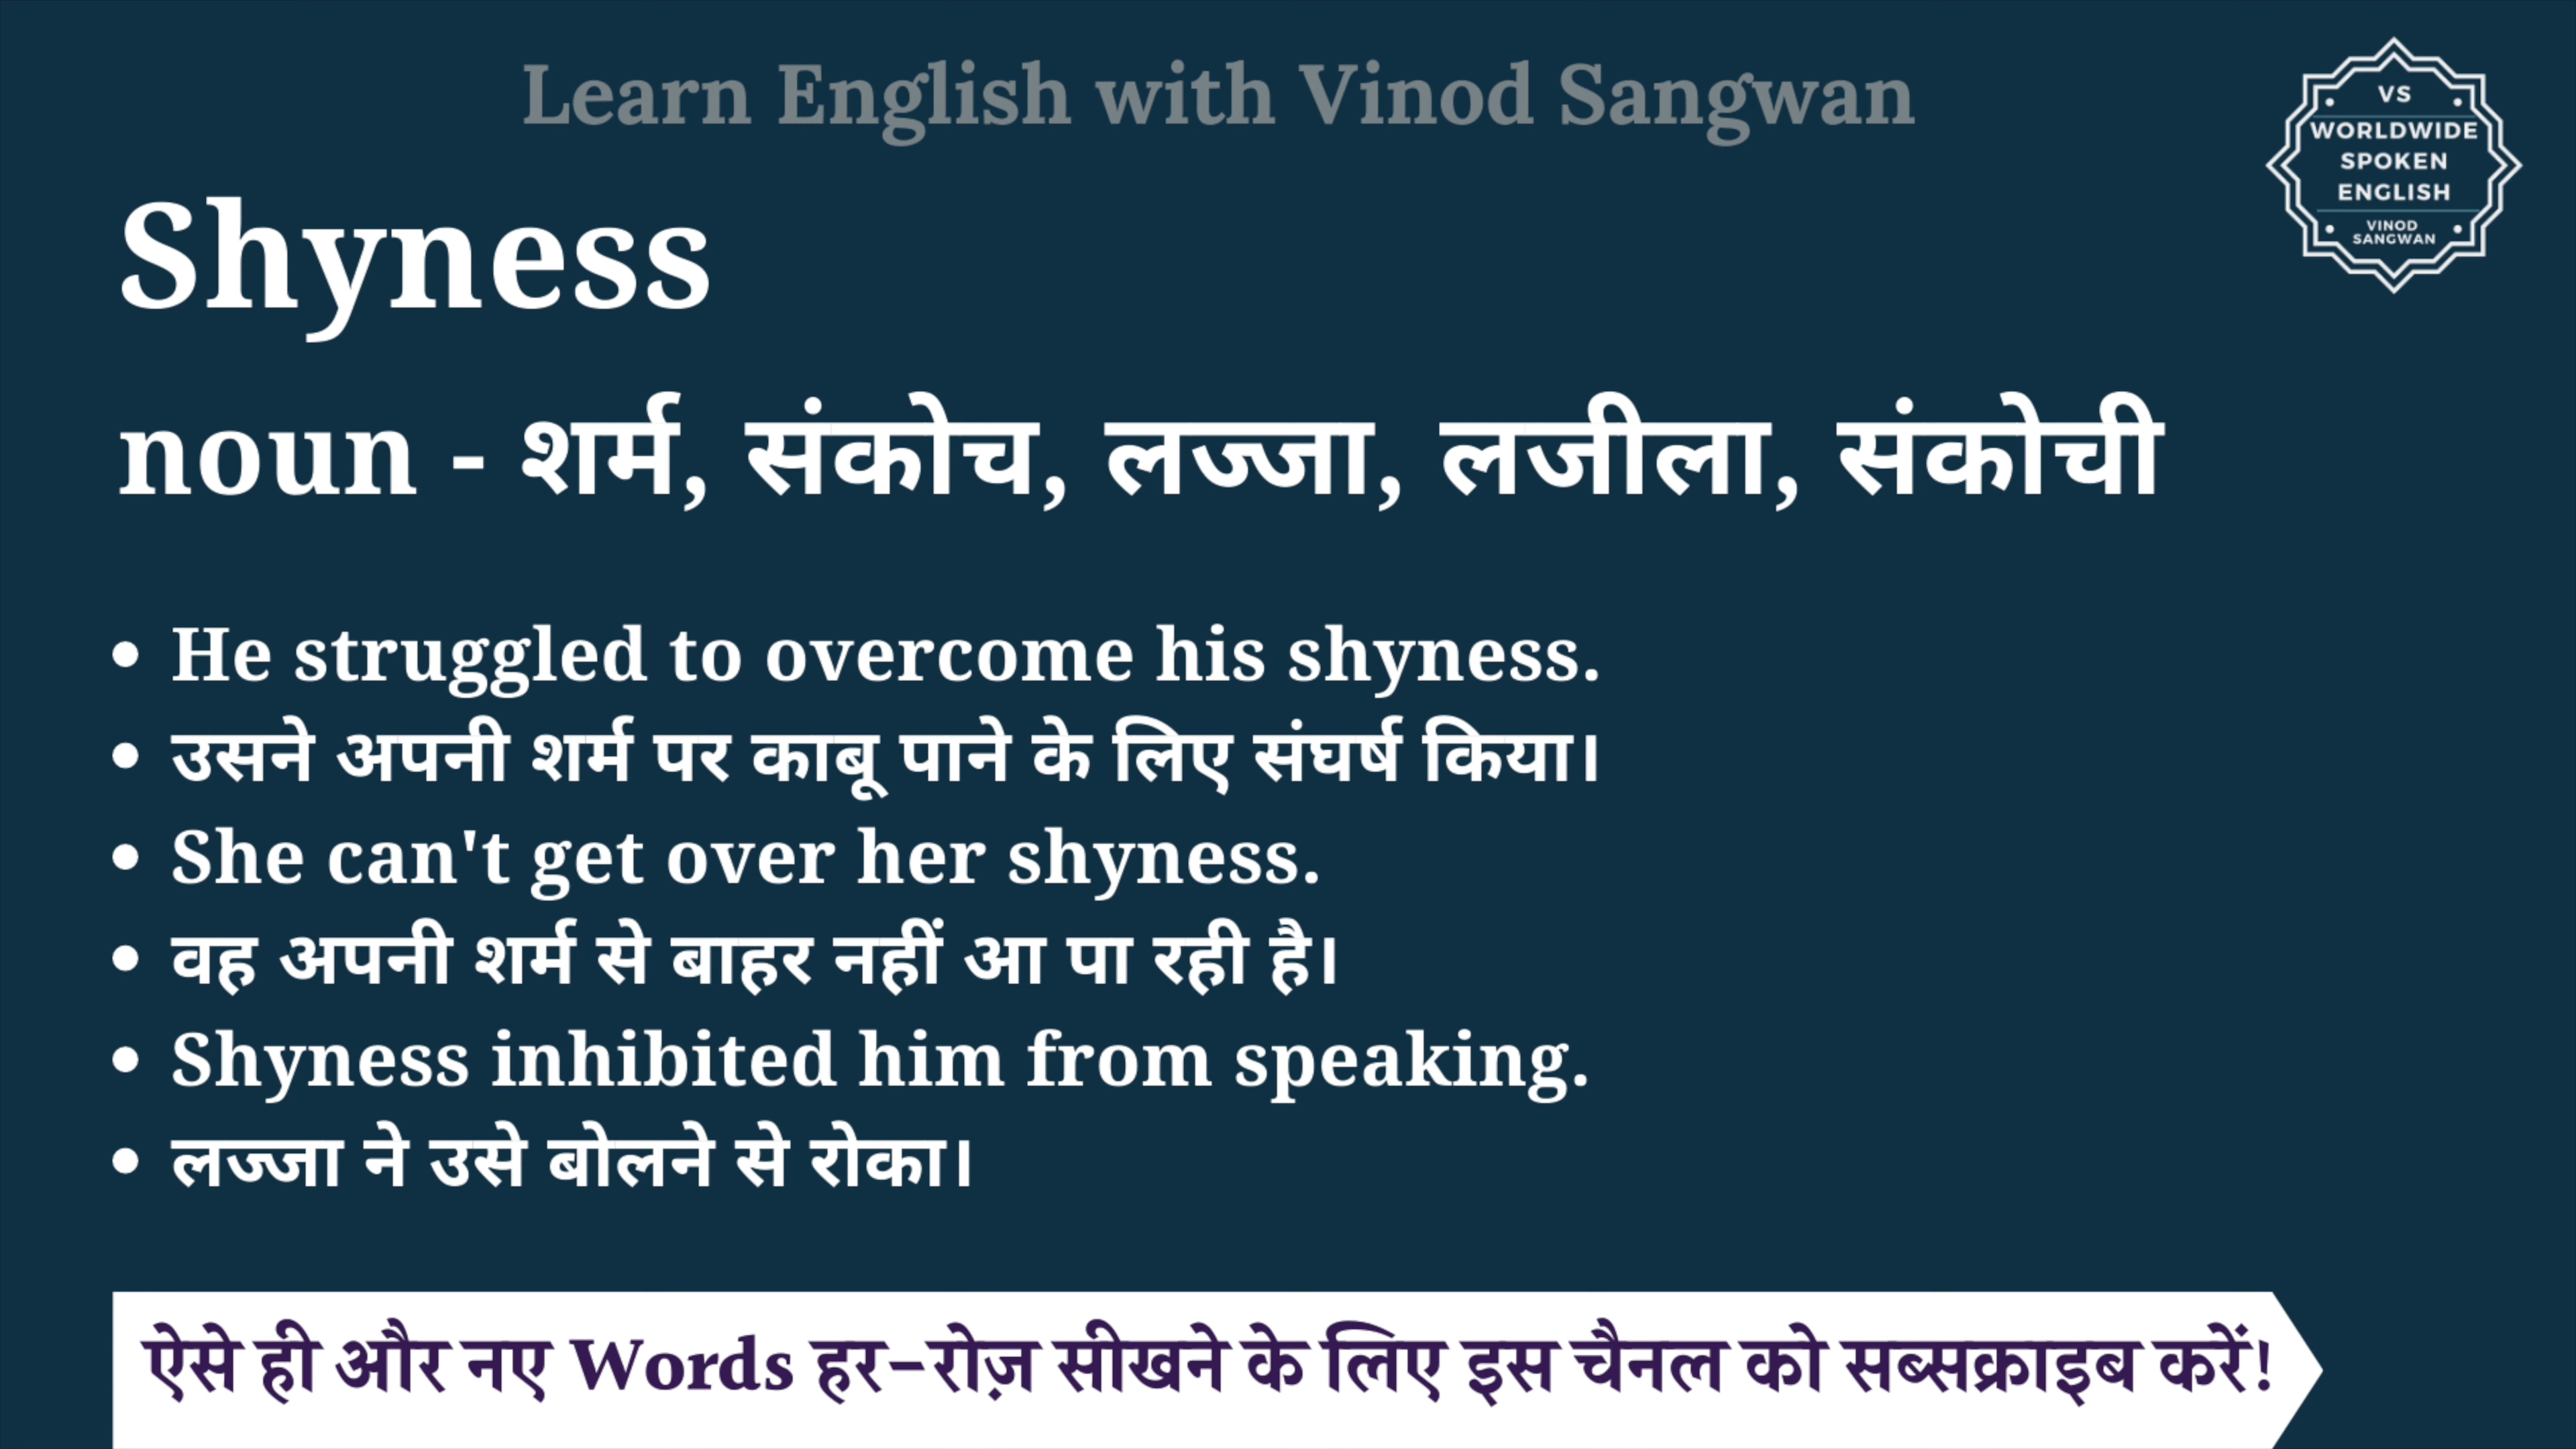 Learn English with Vinod Sangwan
VS
WORLDWIDE
SPOKEN
ENGLISH
VINOD
SANGWAN
Shyness
noun - शर्म, संकोच, लज्जा, लजीला, संकोची
• He struggled to overcome his shyness.
• उसने अपनी शर्म पर काबू पाने के लिए संघर्ष किया।
• She can't get over her shyness.
• वह अपनी शर्म से बाहर नहीं आ पा रही है।
• Shyness inhibited him from speaking.
• लज्जा ने उसे बोलने से रोका।
ऐसे ही और नए Words हर-रोज़ सीखने के लिए इस चैनल को सब्सक्राइब करें!